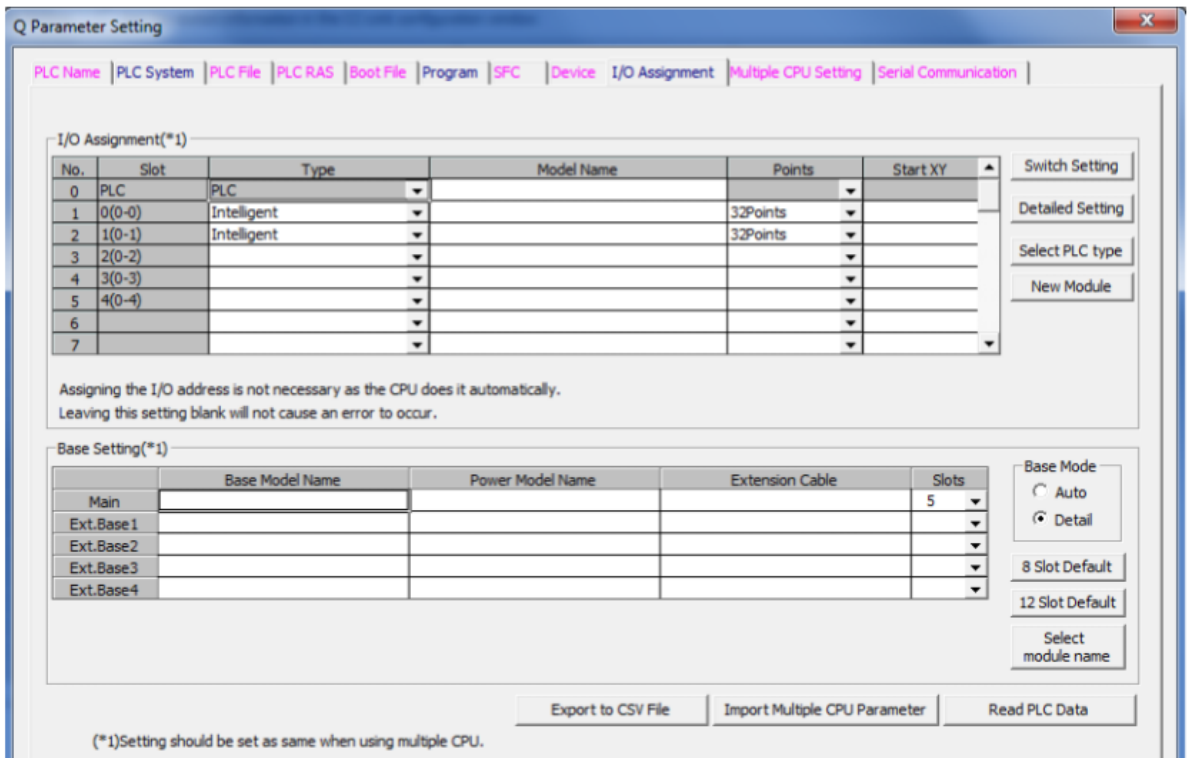 Q Parameter Setting
PLC Name PLC System PLC File PLC RAS Boot File Program SFC Device I/O Assignment Multiple CPU Setting Serial Communication
I/O Assignment(*1)
No. Slot Type Model Name Points Start XY
0 PLC PLC
1 0(0-0) Intelligent 32Points
2 1(0-1) Intelligent 32Points
3 2(0-2)
4 3(0-3)
5 4(0-4)
6
7
Switch Setting
Detailed Setting
Select PLC type
New Module
Assigning the I/O address is not necessary as the CPU does it automatically.
Leaving this setting blank will not cause an error to occur.
Base Setting(*1)
Base Model Name Power Model Name Extension Cable Slots
Main 5
Ext.Base1
Ext.Base2
Ext.Base3
Ext.Base4
Base Mode
Auto
Detail
8 Slot Default
12 Slot Default
Select
module name
Export to CSV File Import Multiple CPU Parameter Read PLC Data
(*1)Setting should be set as same when using multiple CPU.